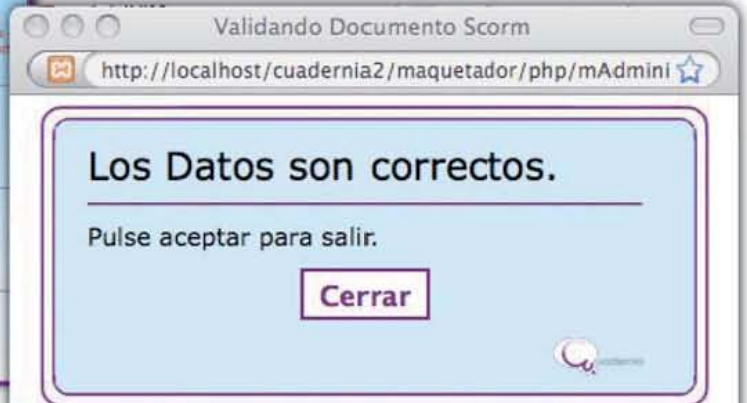 Validando Documento Scorm
http://localhost/cuadernia2/maquetador/php/mAdmini
Los Datos son correctos.
Pulse aceptar para salir.
Cerrar